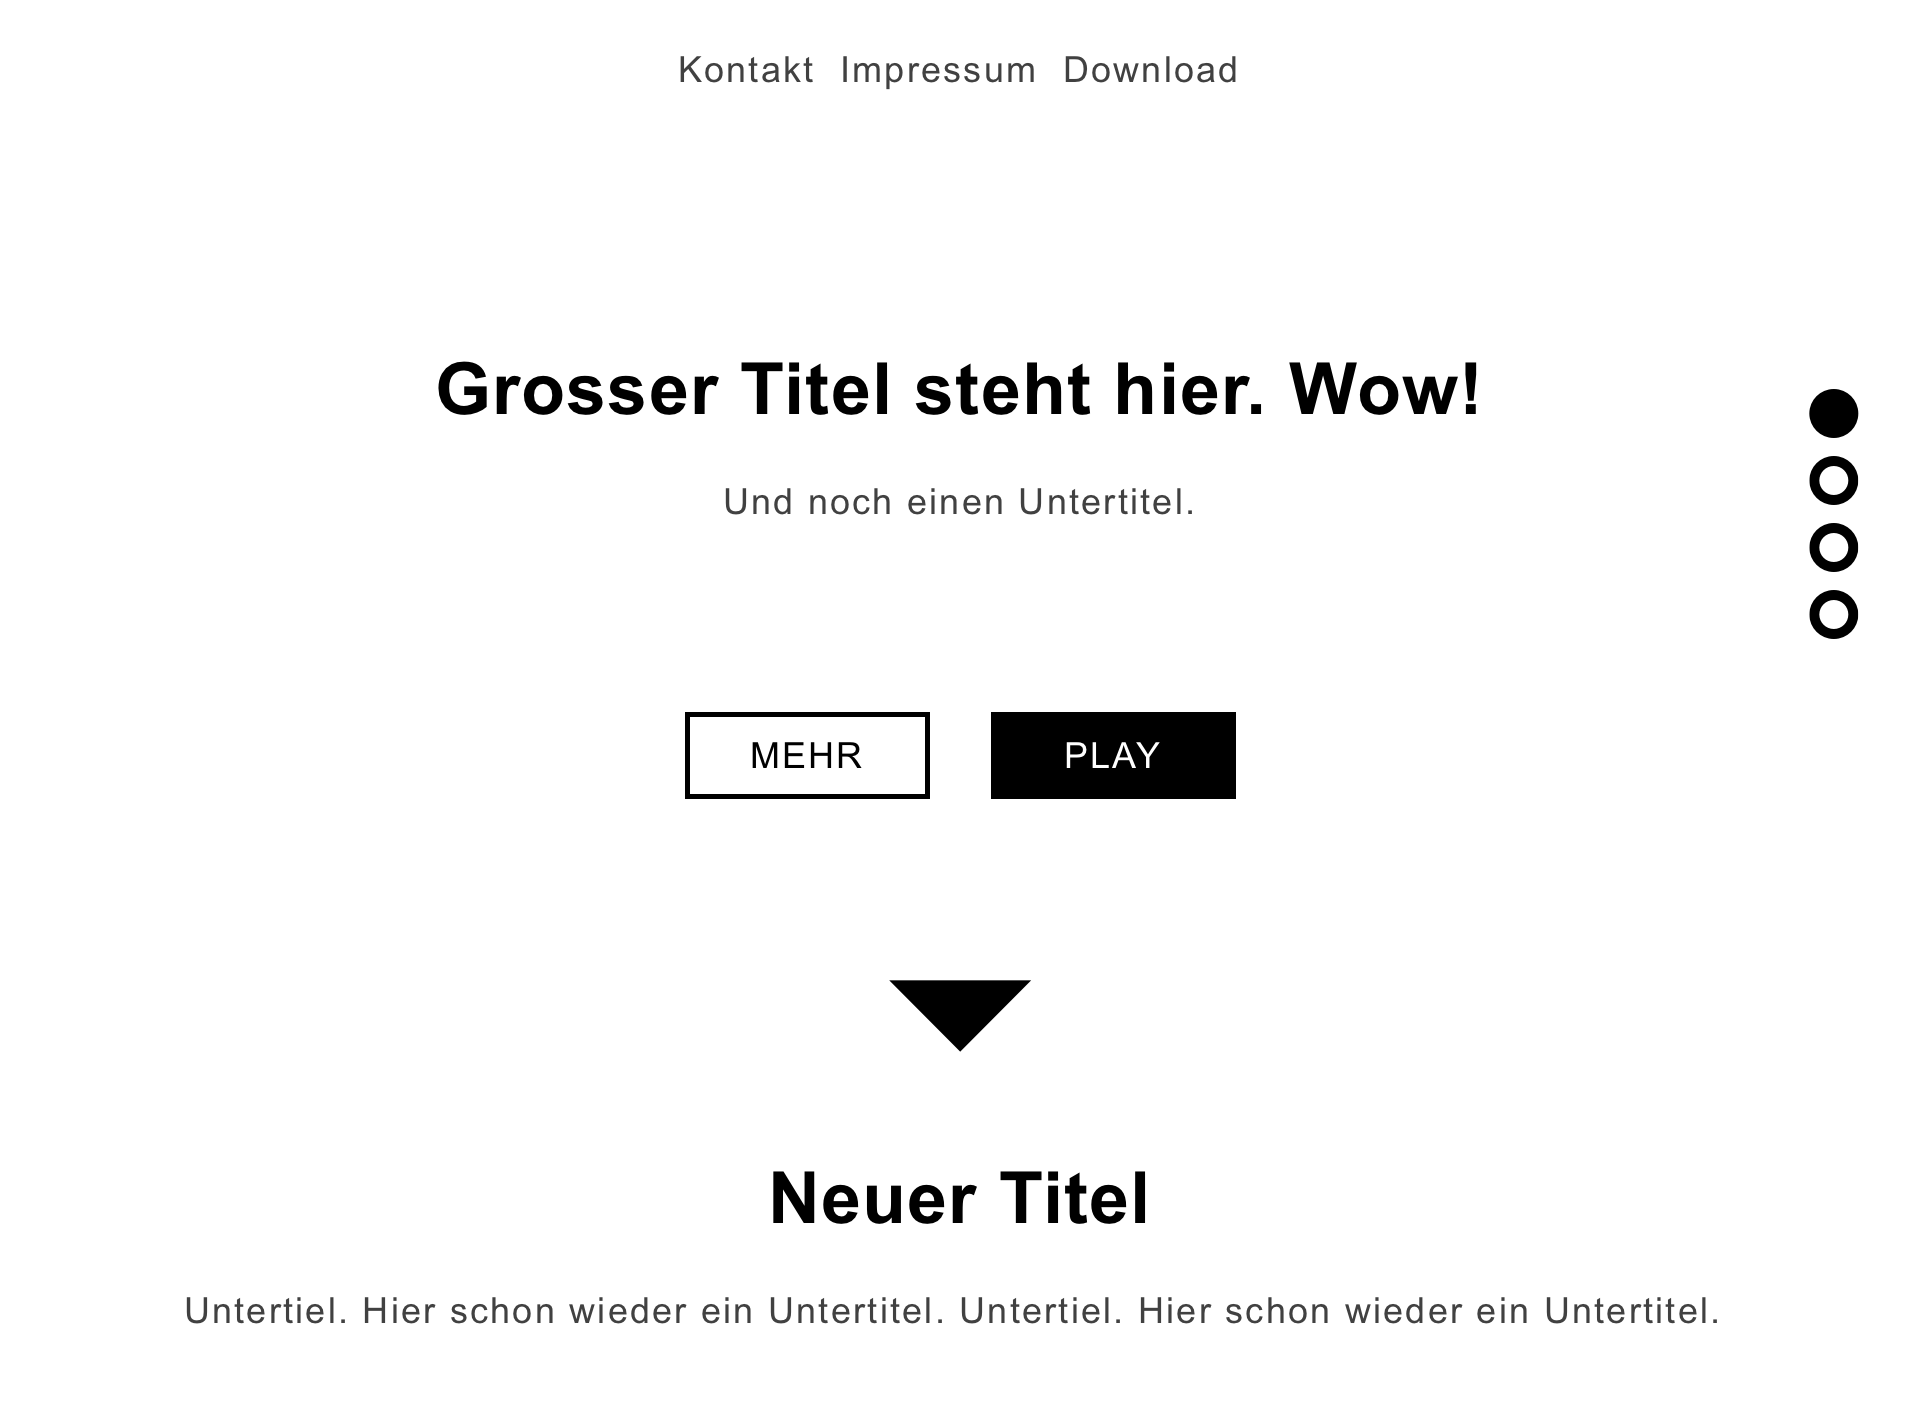 Kontakt Impressum Download
Grosser Titel steht hier. Wow!
Und noch einen Untertitel.
MEHR PLAY
Neuer Titel
Untertiel. Hier schon wieder ein Untertitel. Untertiel. Hier schon wieder ein Untertitel.